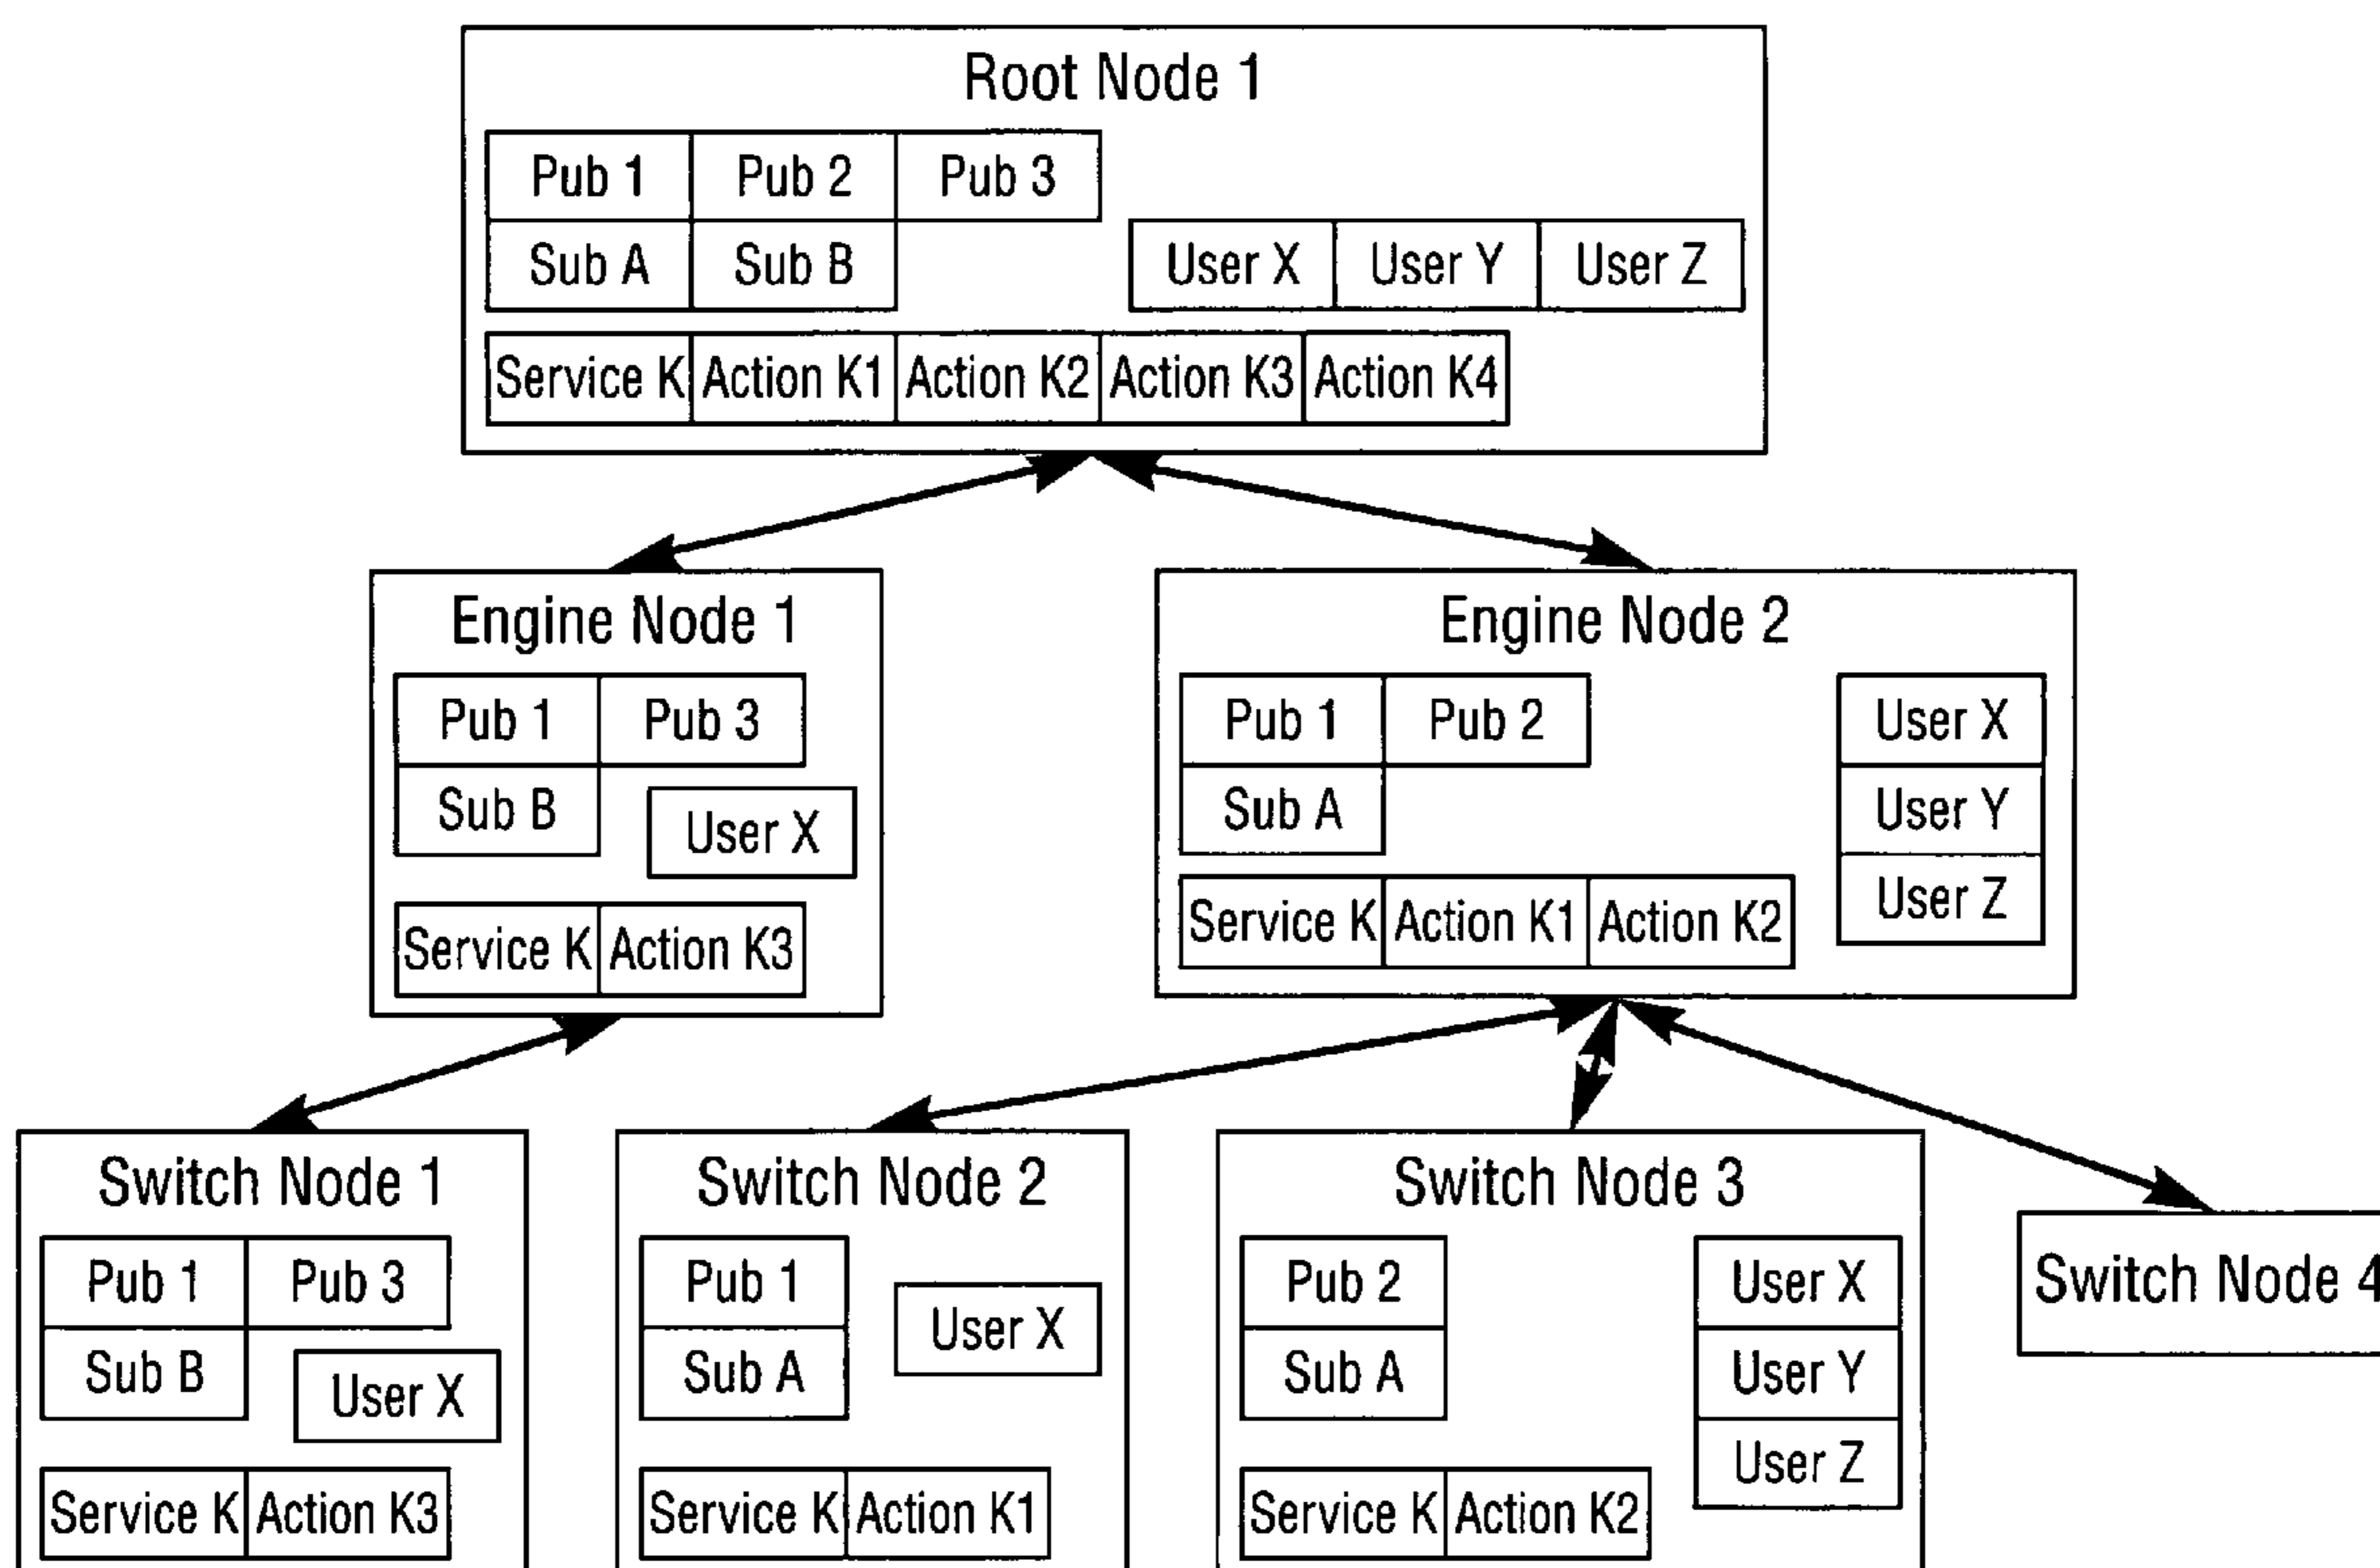 Root Node 1
Pub 1 Pub 2 Pub 3
Sub A Sub B
User X User Y User Z
Service K Action K1 Action K2 Action K3 Action K4
Engine Node 1
Pub 1 Pub 3
Sub B
User X
Service K Action K3
Engine Node 2
Pub 1 Pub 2
Sub A
User X
User Y
User Z
Service K Action K1 Action K2
Switch Node 1
Pub 1 Pub 3
Sub B
User X
Service K Action K3
Switch Node 2
Pub 1
Sub A
User X
Service K Action K1
Switch Node 3
Pub 2
Sub A
User X
User Y
User Z
Service K Action K2
Switch Node 4